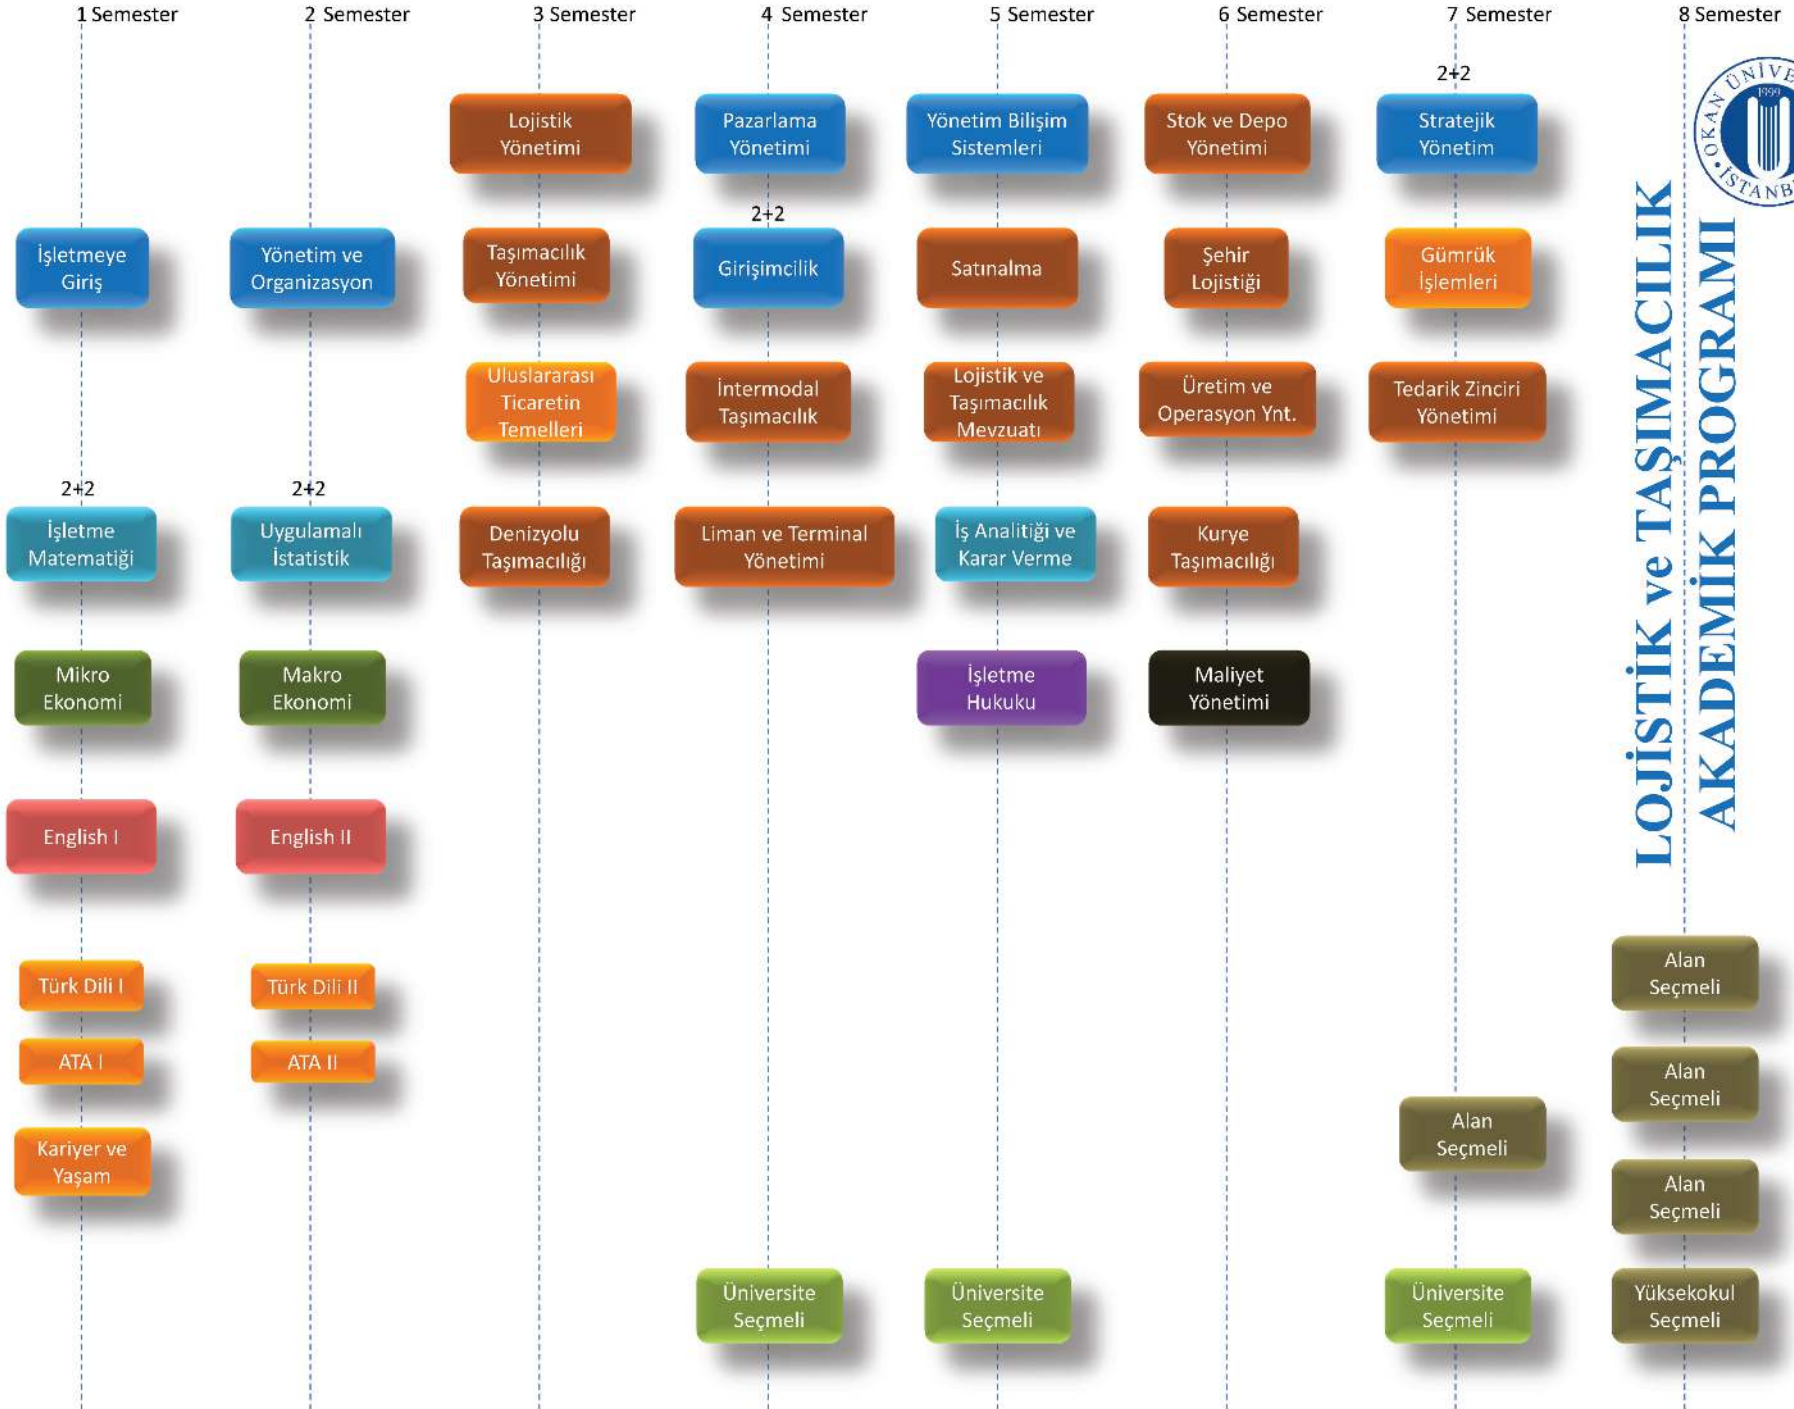 1 Semester
2 Semester
3 Semester
4 Semester
5 Semester
6 Semester
7 Semester
8 Semester
2+2
Lojistik
Yönetimi
Pazarlama
Yönetimi
Yönetim Bilişim
Sistemleri
Stok ve Depo
Yönetimi
Stratejik
Yönetim
OKAN
1999
2+2
İşletmeye
Giriş
Yönetim ve
Organizasyon
Taşımacılık
Yönetimi
Girişimcilik
Satınalma
Şehir
Lojistiği
Gümrük
İşlemleri
Uluslararası
Ticaretin
Temelleri
İntermodal
Taşımacılık
Lojistik ve
Taşımacılık
Mevzuatı
Üretim ve
Operasyon Ynt.
Tedarik Zinciri
Yönetimi
2+2
2+2
İşletme
Matematiği
Uygulamalı
İstatistik
Denizyolu
Taşımacılığı
Liman ve Terminal
Yönetimi
İş Analitiği ve
Karar Verme
Kurye
Taşımacılığı
Mikro
Ekonomi
Makro
Ekonomi
İşletme
Hukuku
Maliyet
Yönetimi
LOJİSTİK ve TAŞIMACILIK
AKADEMİK PROGRAMI
English I
English II
Türk Dili I
Türk Dili II
Alan
Seçmeli
ATA I
ATA II
Alan
Seçmeli
Kariyer ve
Yaşam
Alan
Seçmeli
Alan
Seçmeli
Üniversite
Seçmeli
Üniversite
Seçmeli
Üniversite
Seçmeli
Yüksekokul
Seçmeli